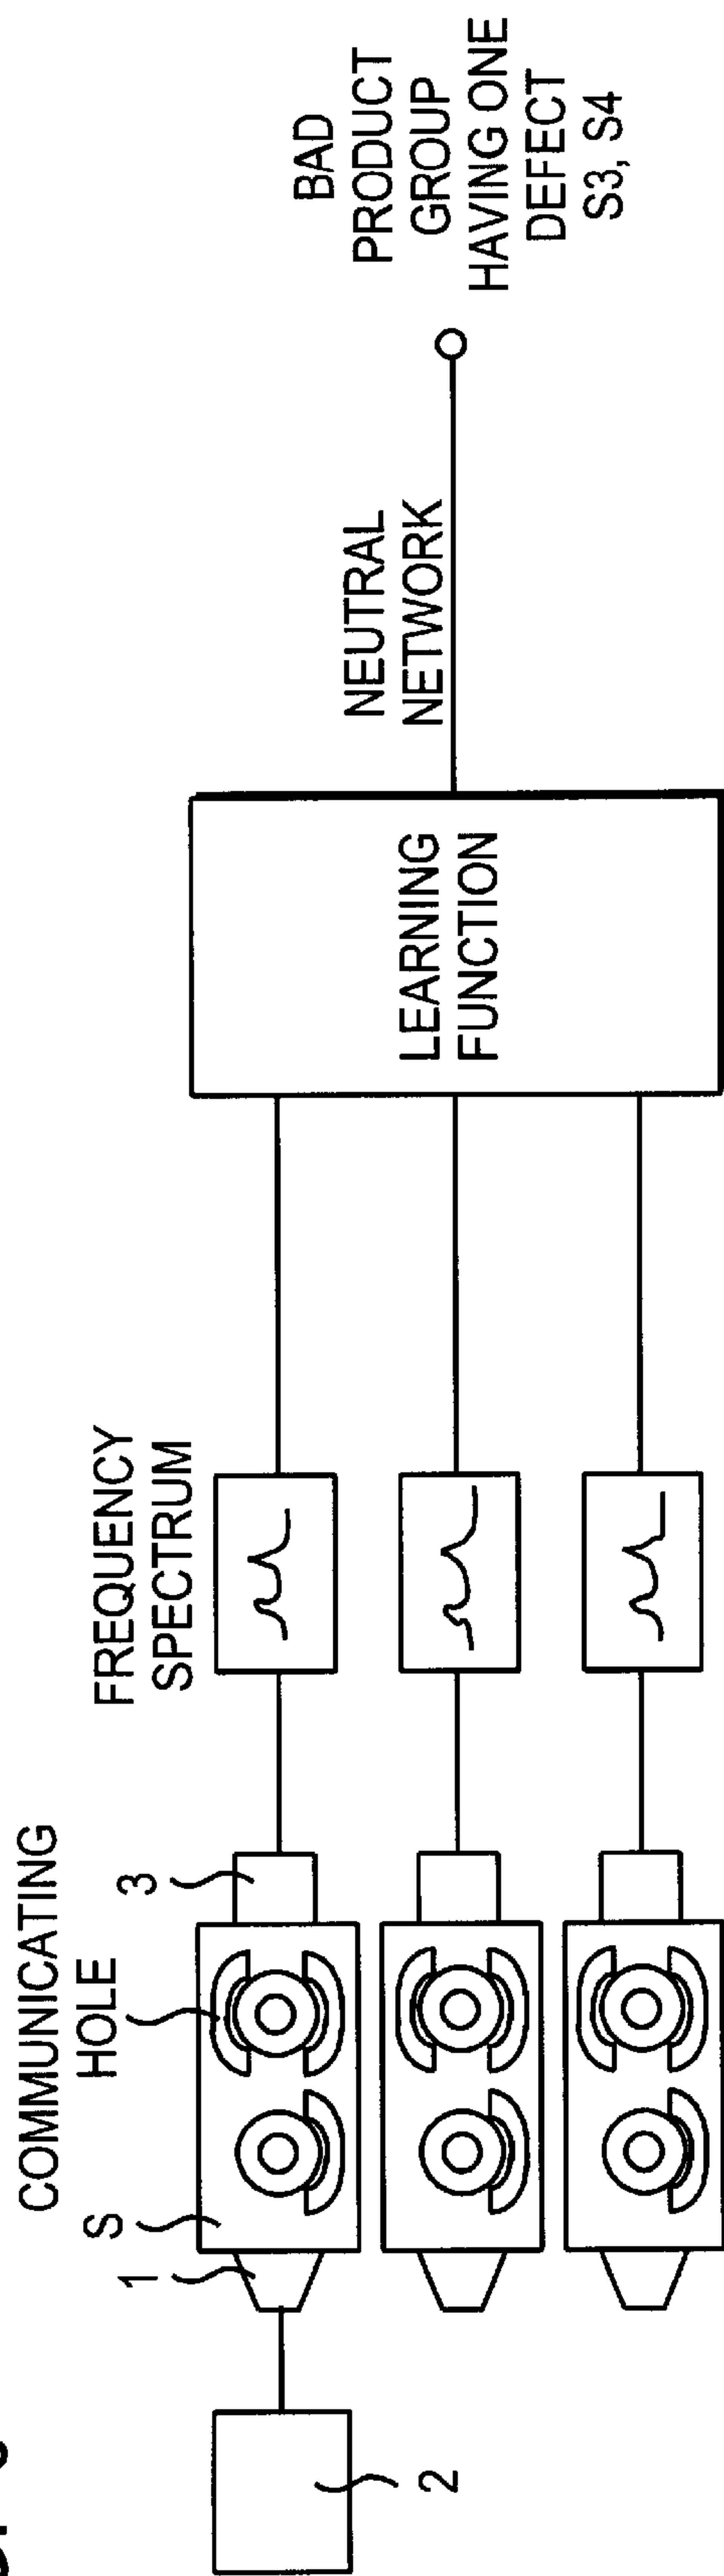 COMMUNICATING
HOLE
S
1
2
3
FREQUENCY
SPECTRUM
LEARNING
FUNCTION
NEUTRAL
NETWORK
BAD
PRODUCT
GROUP
HAVING ONE
DEFECT
S3, S4